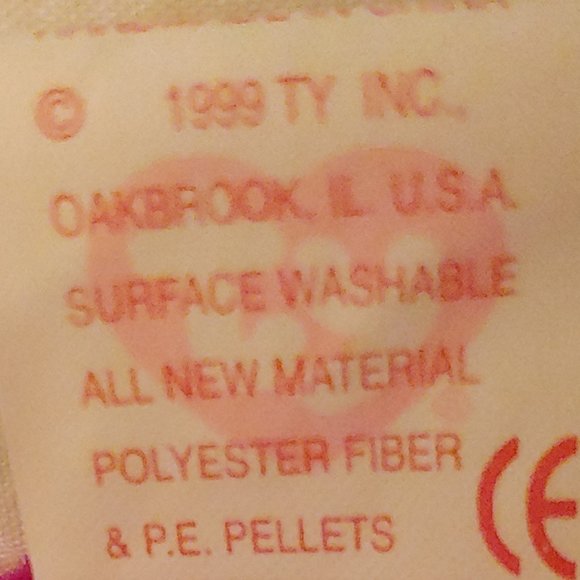 © 1999 TY INC.,
OAKBROOK, IL U.S.A.
SURFACE WASHABLE
ALL NEW MATERIAL
POLYESTER FIBER
& P.E. PELLETS
CE